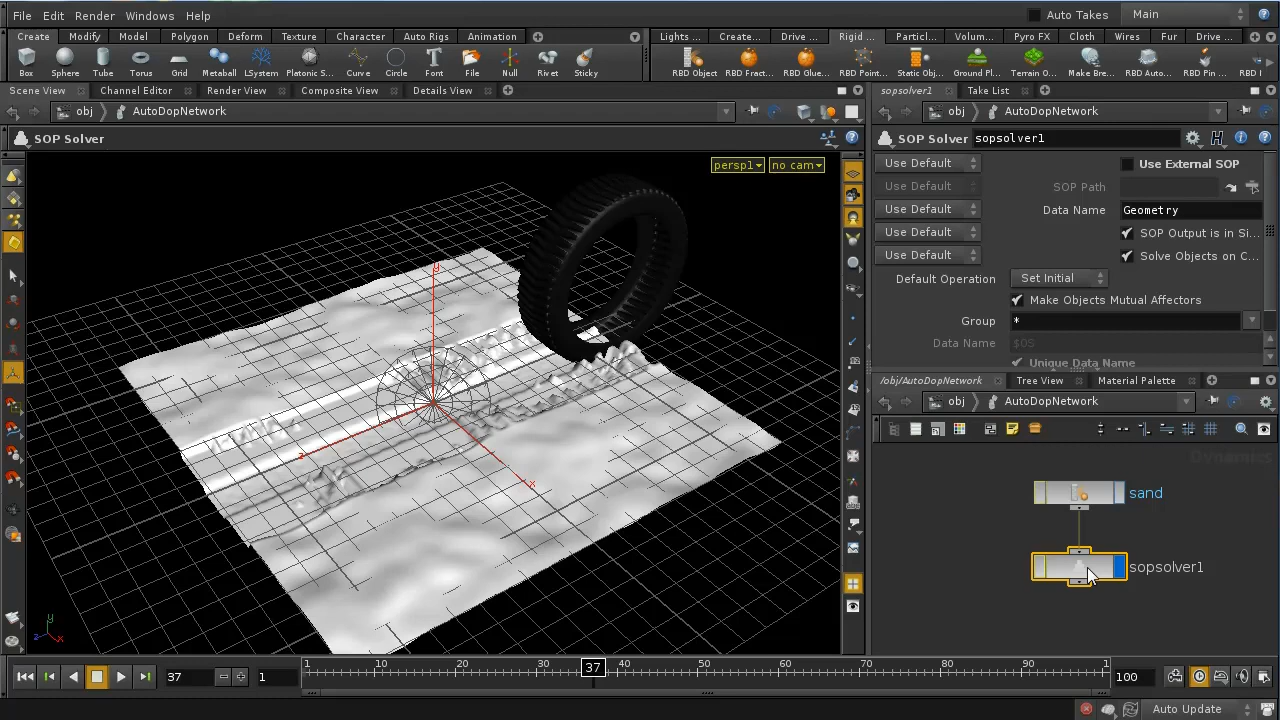 File Edit Render Windows Help
Auto Takes Main
Create Modify Model Polygon Deform Texture Character Auto Rigs Animation
Lights ... Create... Drive ... Rigid ... Particl... Volum... Pyro FX Cloth Wires Fur Drive ...
Box Sphere Tube Torus Grid Metaball LSystem Platonic S... Curve Circle Font File Null Rivet Sticky
RBD Object RBD Fract... RBD Glue... RBD Point... Static Obj... Ground Pl... Terrain O... Make Bre... RBD Auto... RBD Pin ... RBD I
Scene View Channel Editor Render View Composite View Details View
sopsolver1 Take List
obj AutoDopNetwork
obj AutoDopNetwork
SOP Solver
SOP Solver sopsolver1
persp1 no cam
Use Default Use External SOP
Use Default SOP Path
Use Default Data Name Geometry
Use Default SOP Output is in Si...
Use Default Solve Objects on C...
Default Operation Set Initial
Make Objects Mutual Affectors
Group *
Data Name $OS
Unique Data Name
/obj/AutoDopNetwork Tree View Material Palette
obj AutoDopNetwork
Dynamics
sand
sopsolver1
y
z
x
y
z x
37 1
1 10 20 30 37 40 50 60 70 80 90 1
100
Auto Update